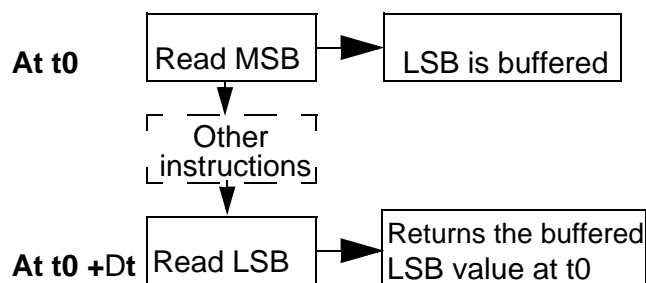 At t0
Read MSB
LSB is buffered
Other
instructions
At t0 +Dt
Read LSB
Returns the buffered
LSB value at t0